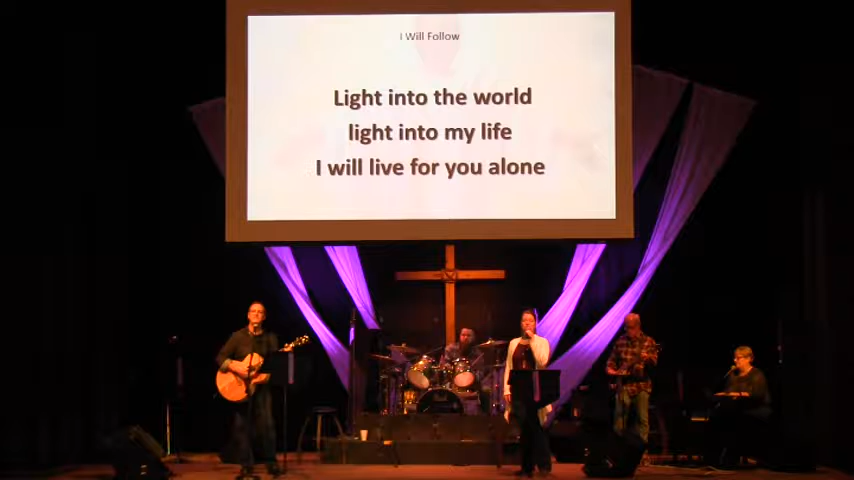 I Will Follow
Light into the world
light into my life
I will live for you alone